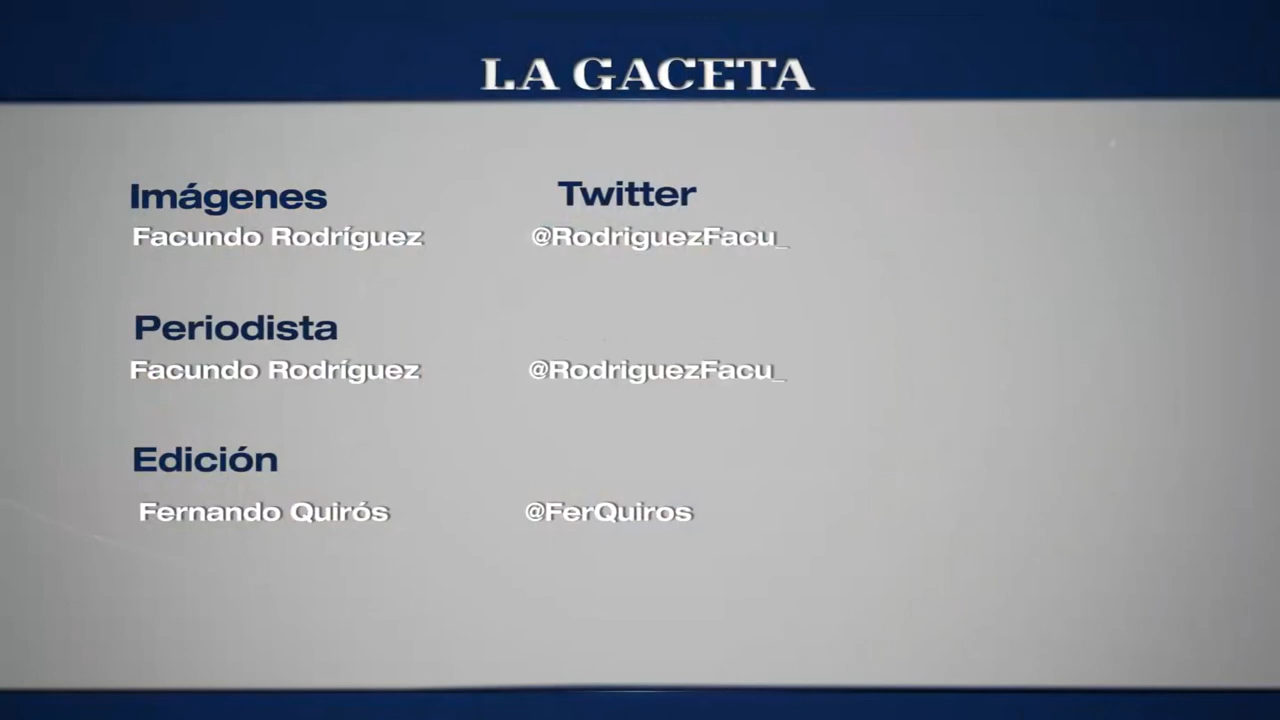 LA GACETA
Imágenes Twitter
Facundo Rodríguez @RodriguezFacu_
Periodista
Facundo Rodríguez @RodriguezFacu_
Edición
Fernando Quirós @FerQuiros